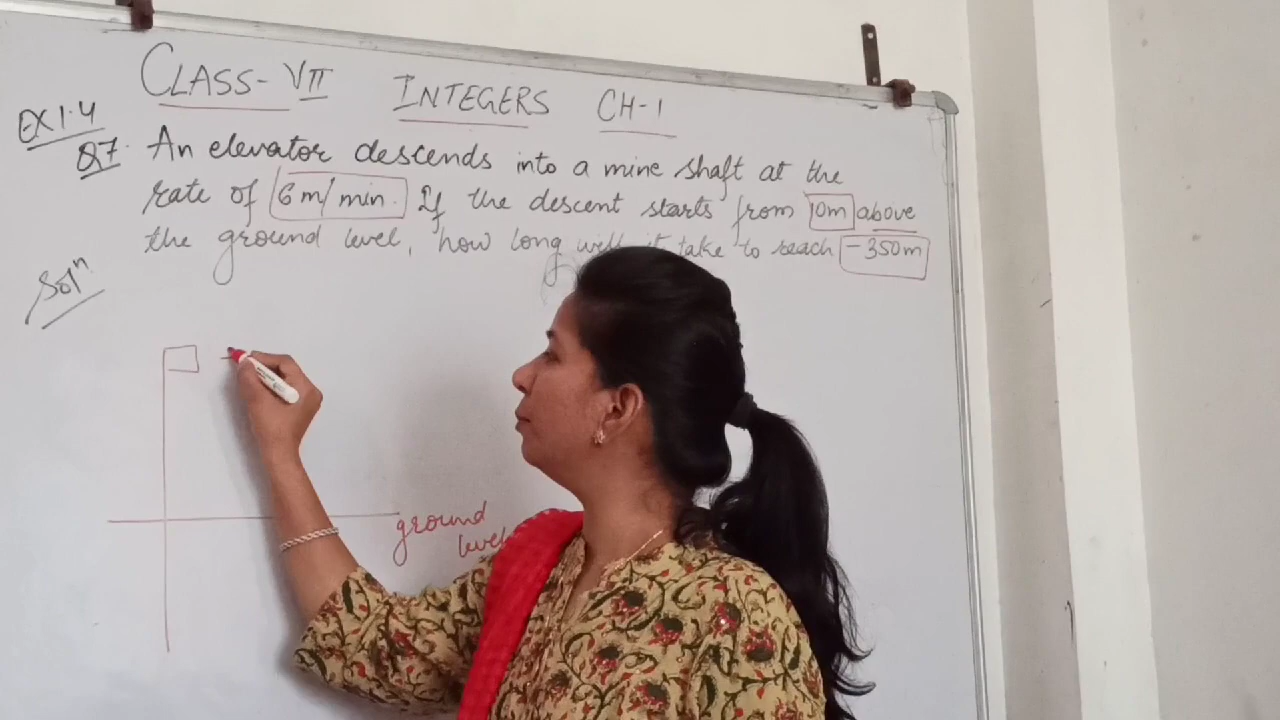 CLASS-VII INTEGERS CH-1
EX 1.4
Q7. An elevator descends into a mine shaft at the
rate of 6m/min. If the descent starts from 10m above
the ground level, how long will it take to reach -350m
Solⁿ
ground
level